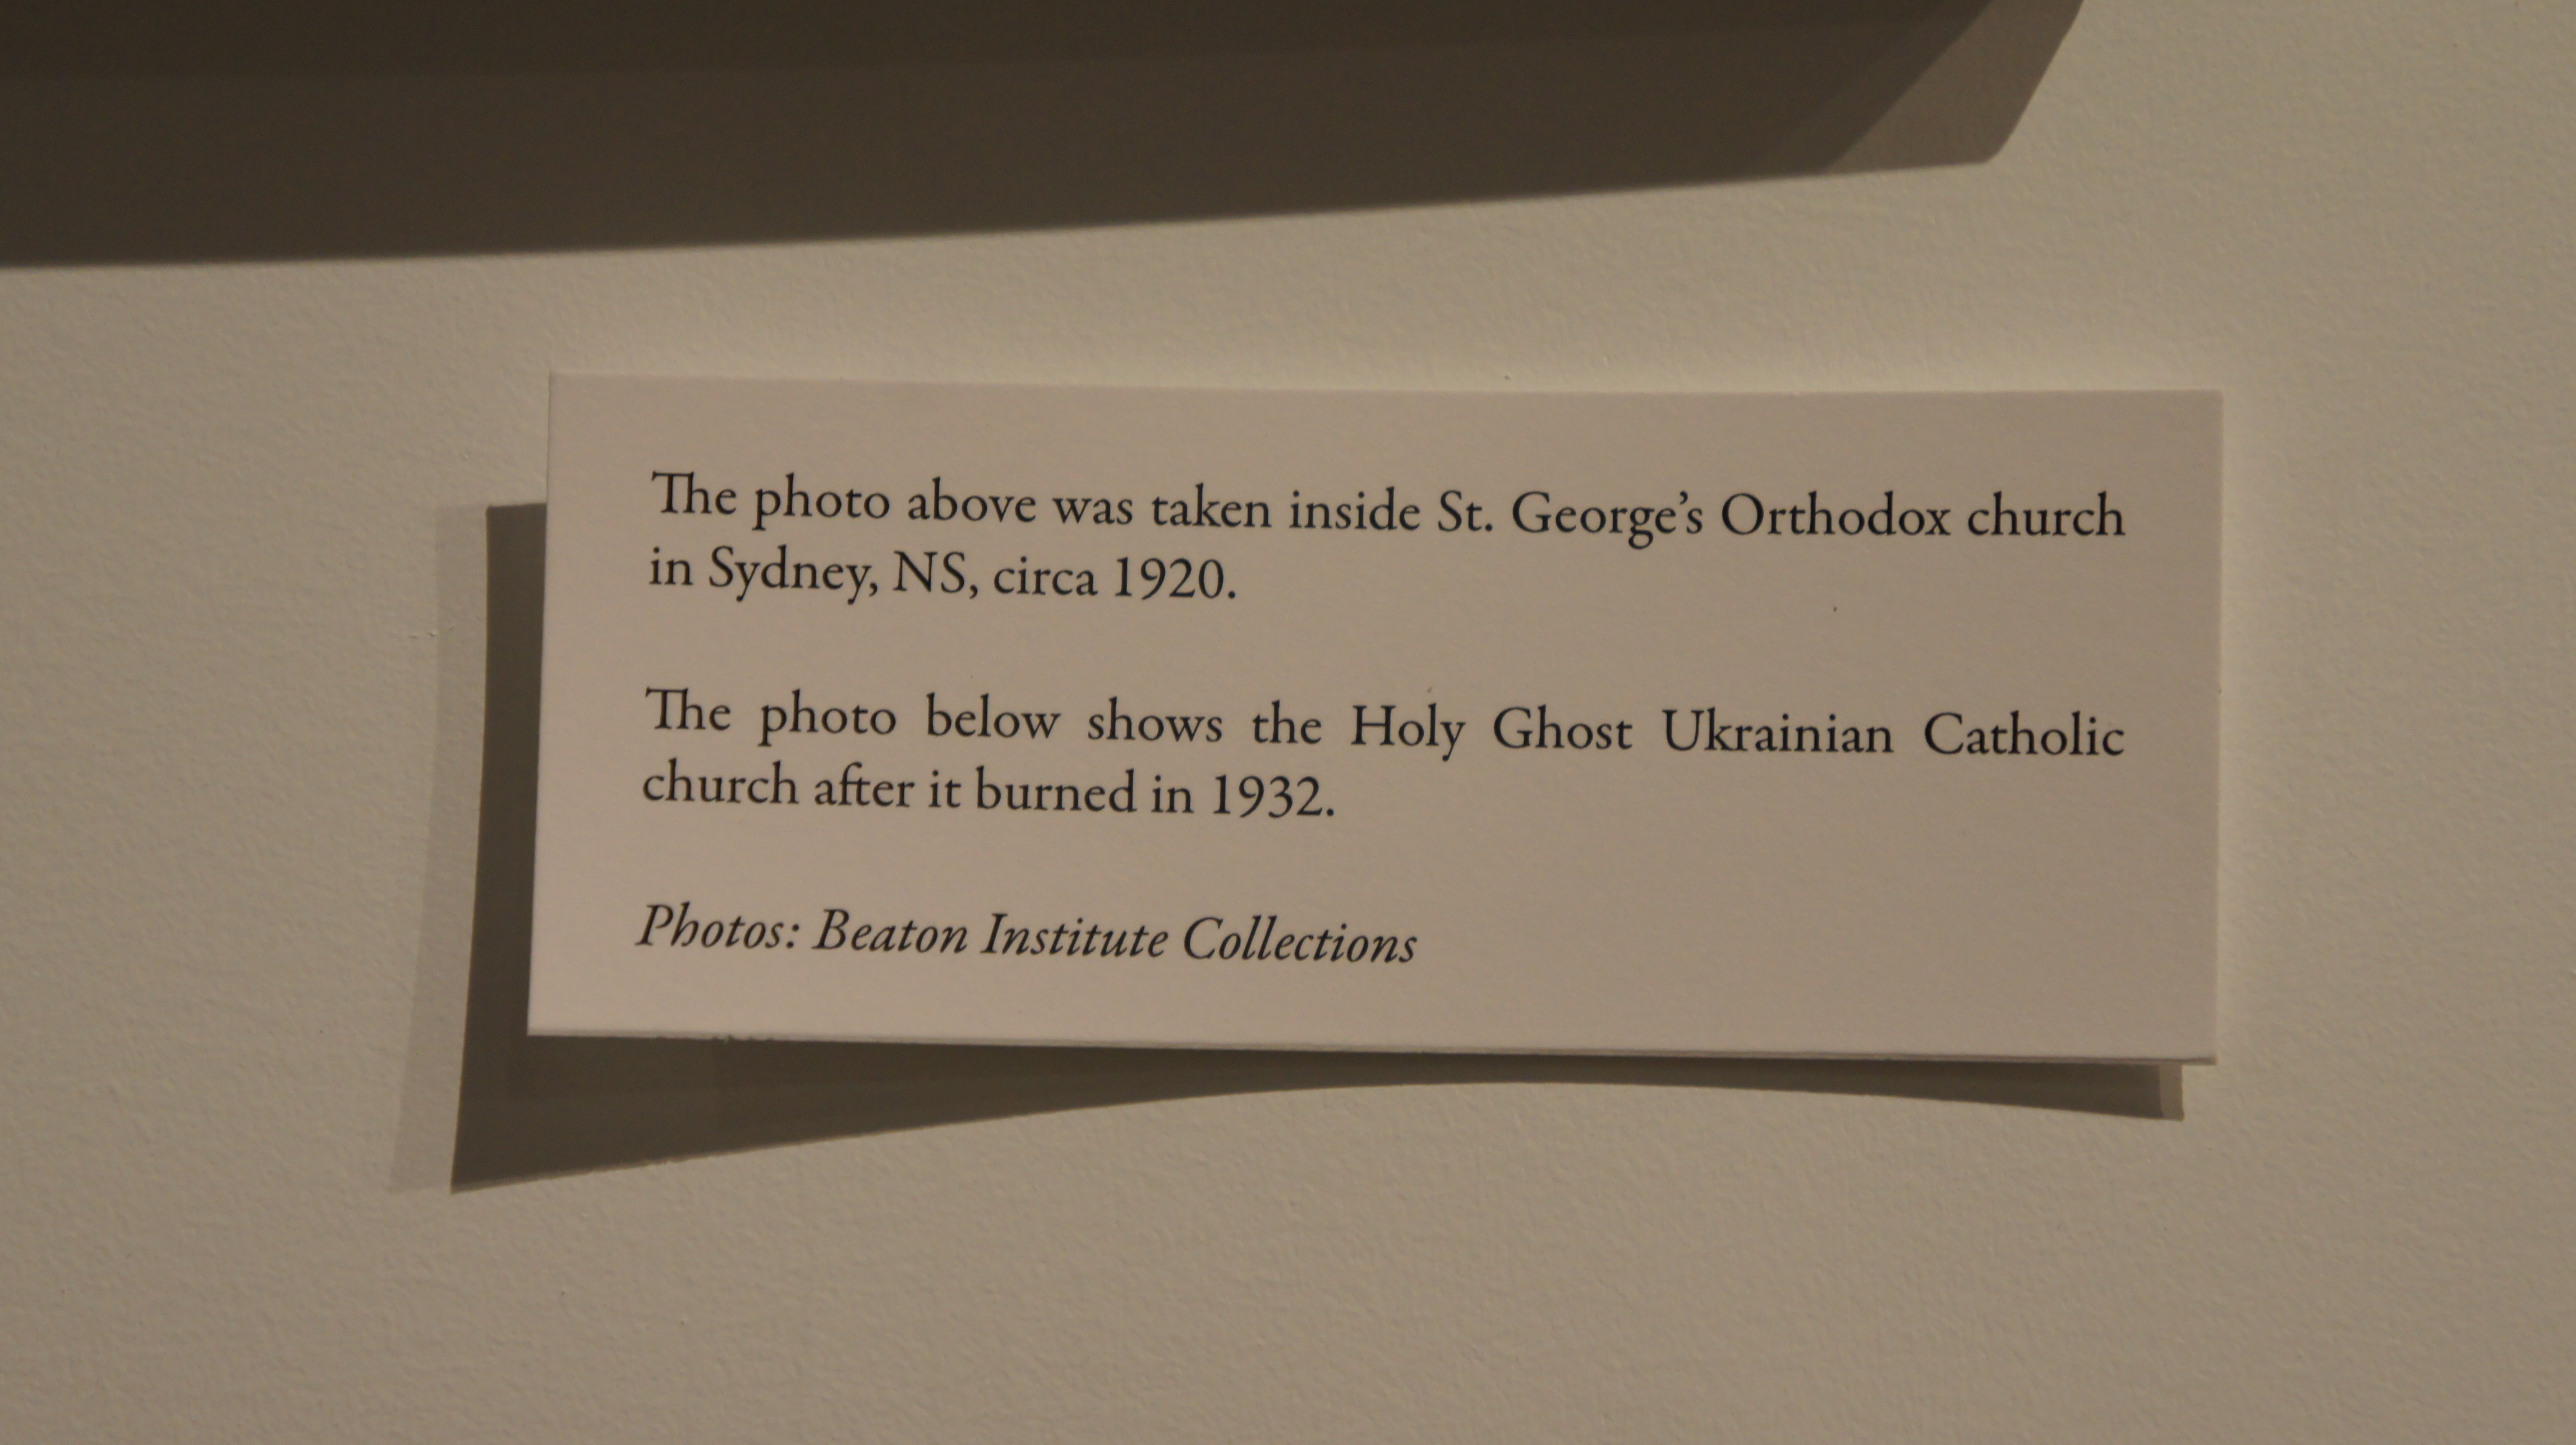 The photo above was taken inside St. George’s Orthodox church
in Sydney, NS, circa 1920.
The photo below shows the Holy Ghost Ukrainian Catholic
church after it burned in 1932.
Photos: Beaton Institute Collections